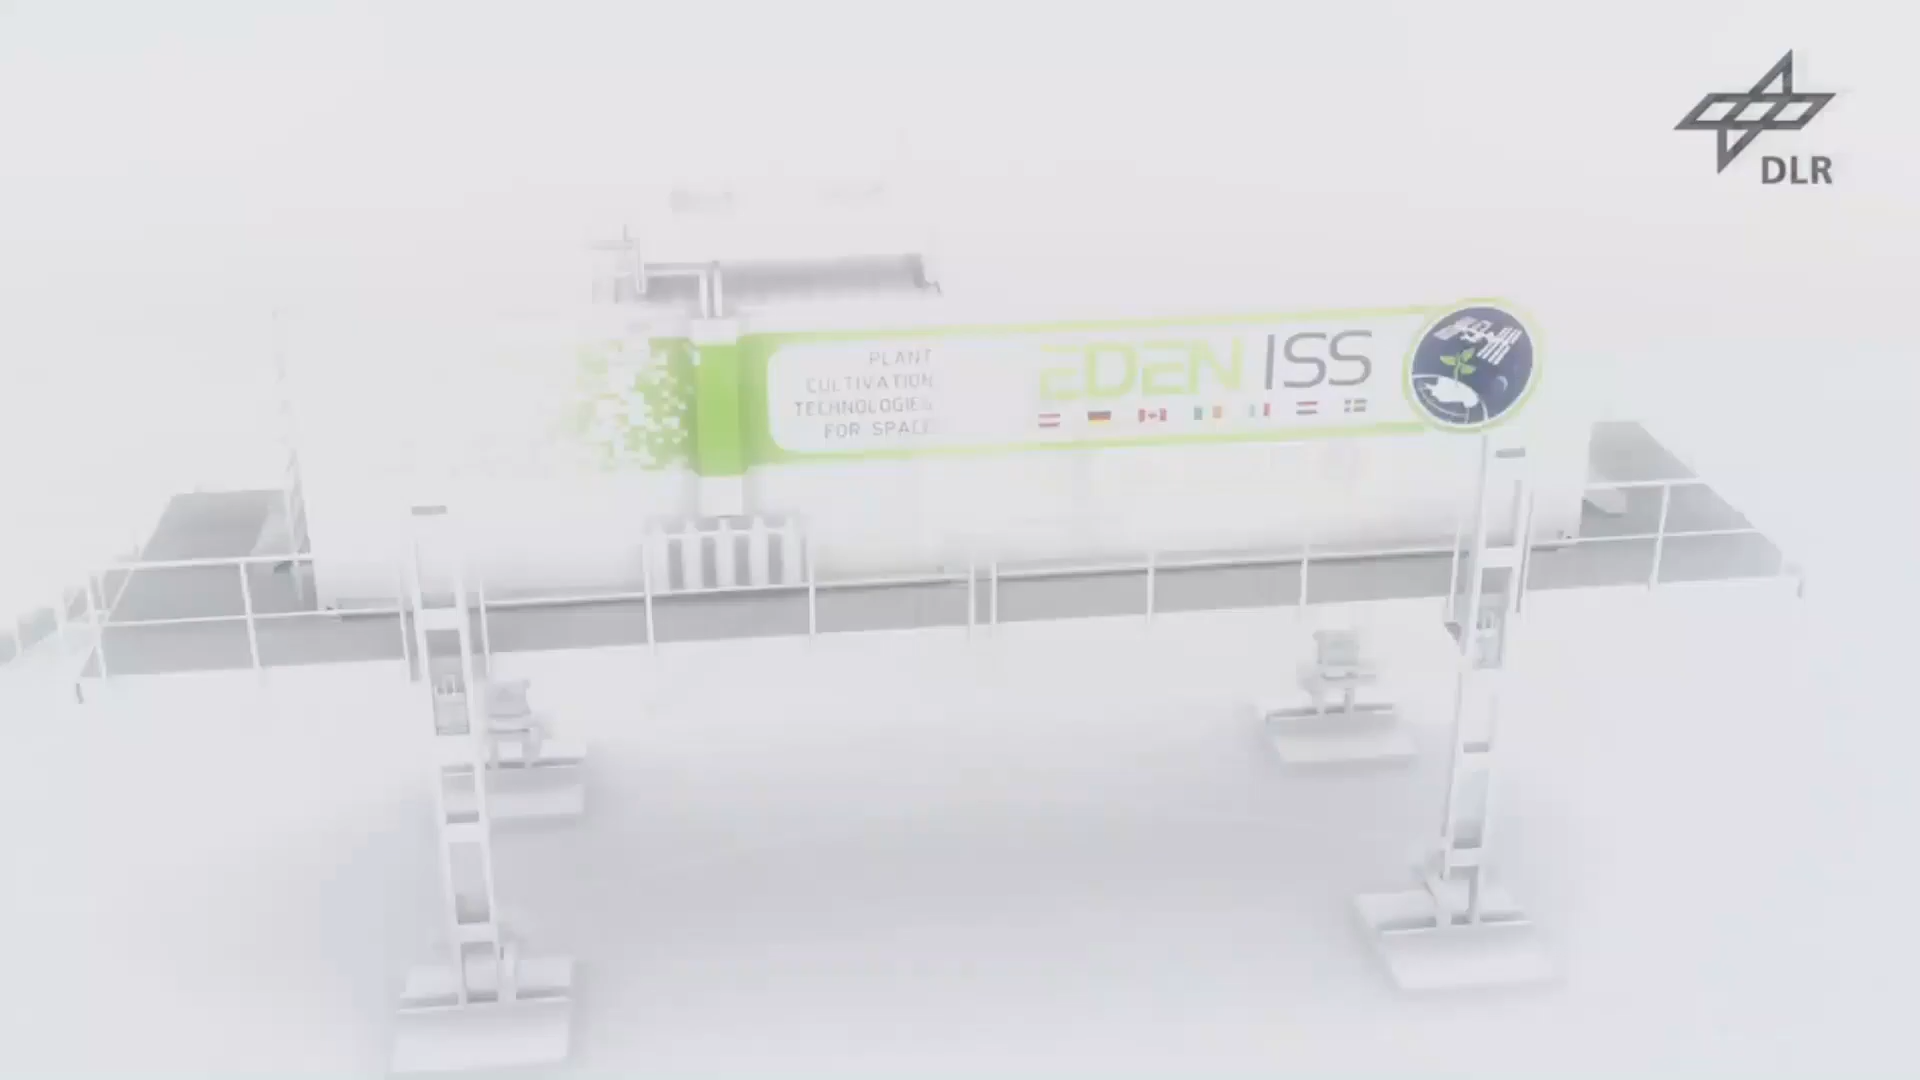 DLR
PLANT
CULTIVATION
TECHNOLOGIES
FOR SPACE
EDEN ISS